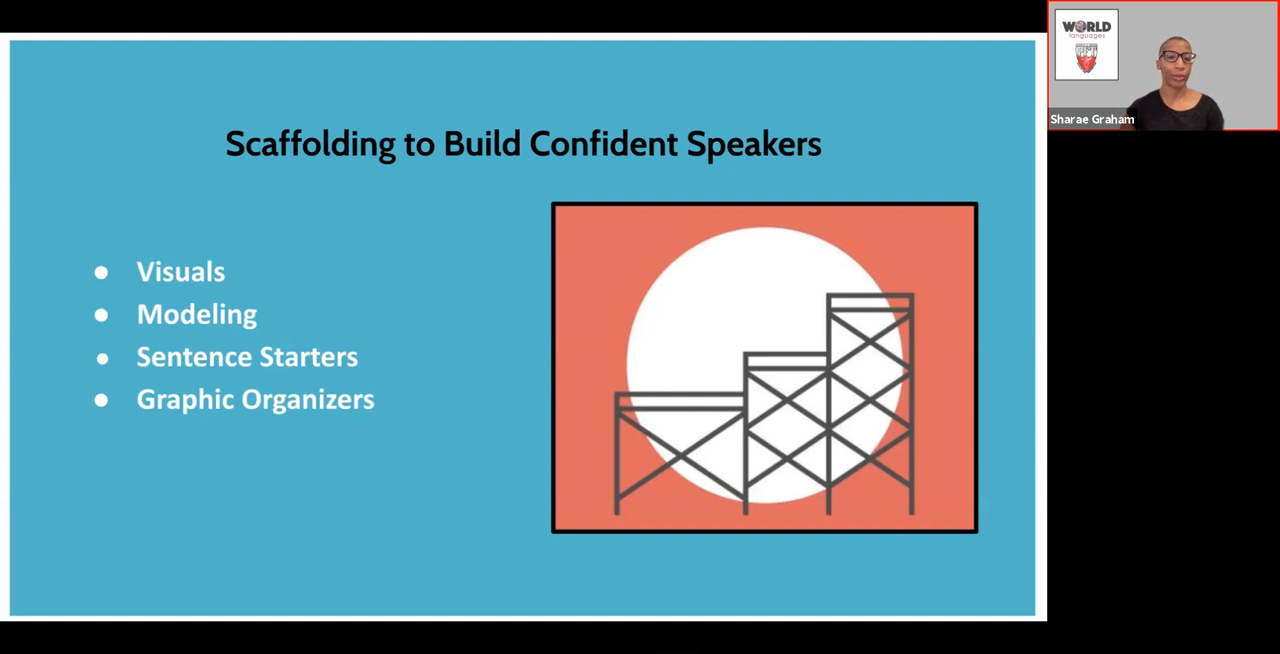 Scaffolding to Build Confident Speakers
Visuals
Modeling
Sentence Starters
Graphic Organizers
WORLD
languages
Sharae Graham